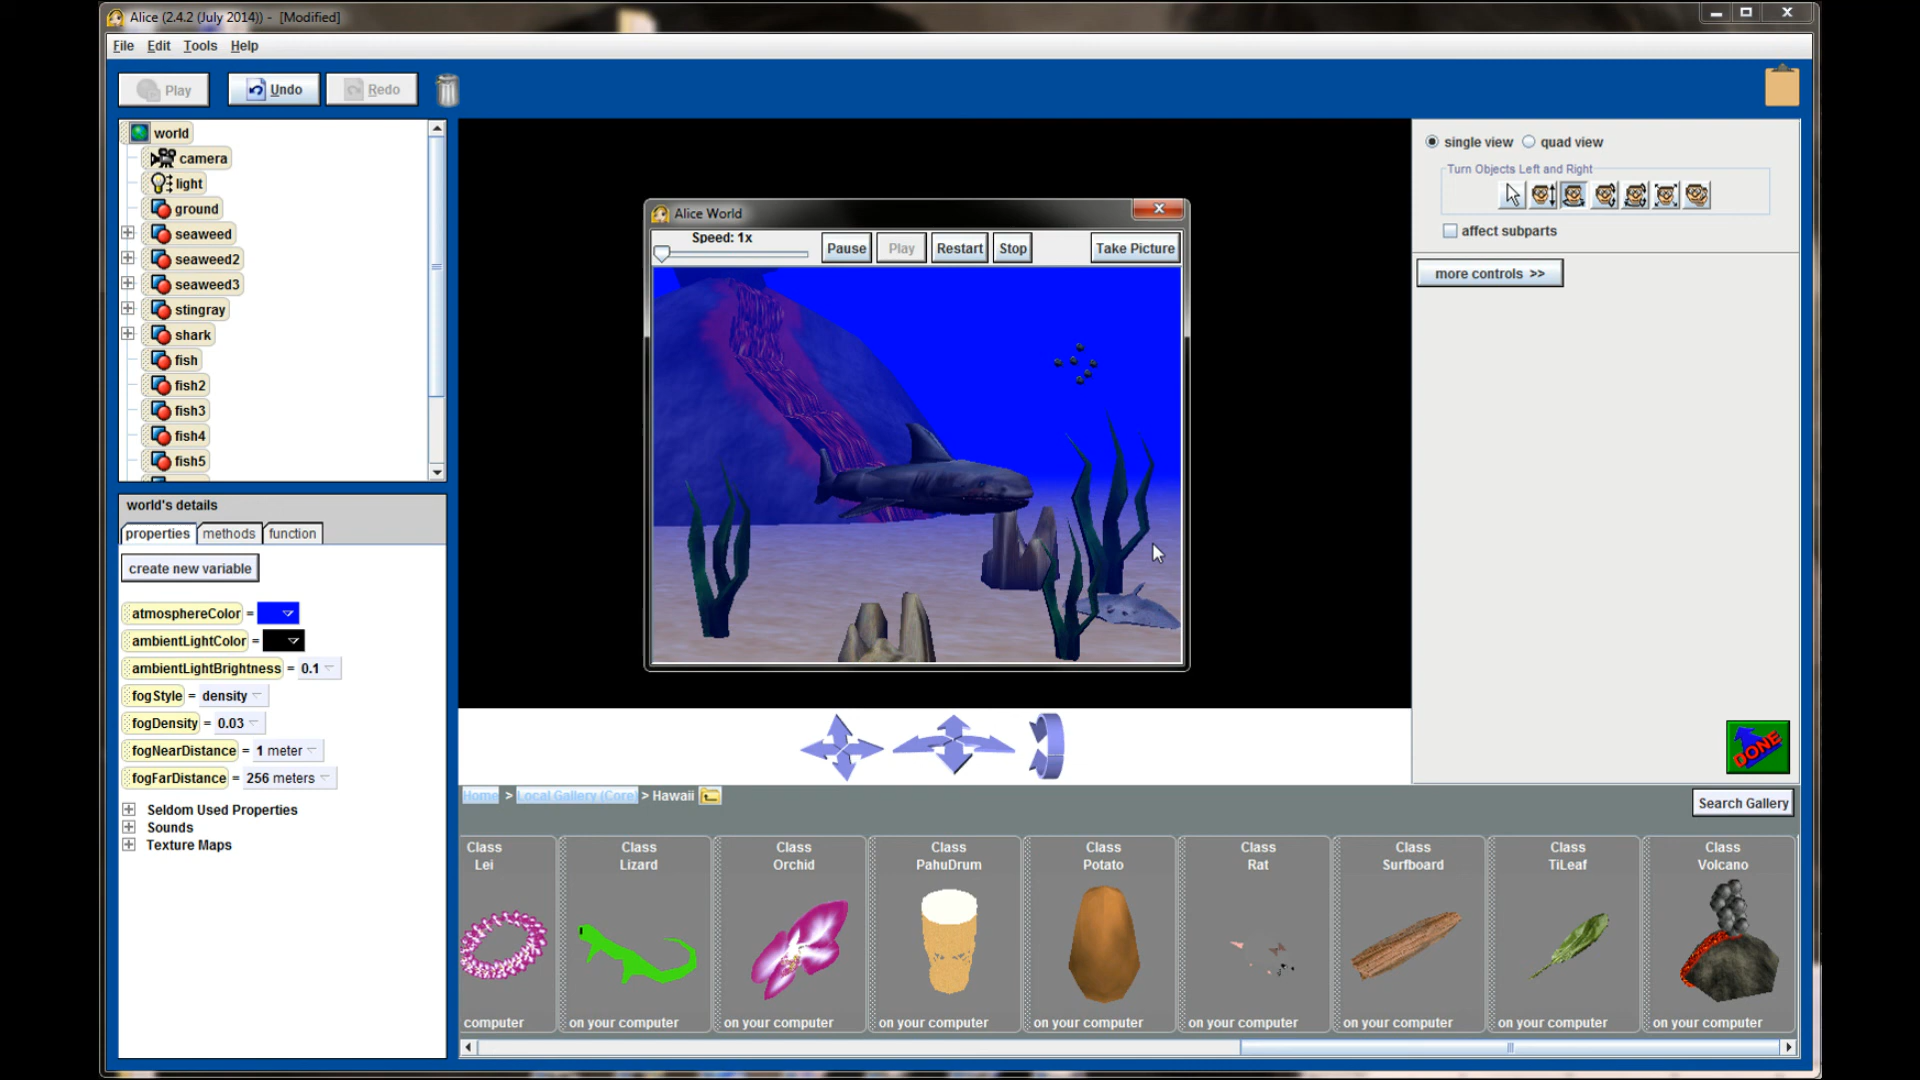 Alice (2.4.2 (July 2014)) - [Modified]
File Edit Tools Help
Play Undo Redo
world
camera
light
ground
seaweed
seaweed2
seaweed3
stingray
shark
fish
fish2
fish3
fish4
fish5
world's details
properties methods function
create new variable
atmosphereColor =
ambientLightColor =
ambientLightBrightness = 0.1
fogStyle = density
fogDensity = 0.03
fogNearDistance = 1 meter
fogFarDistance = 256 meters
Seldom Used Properties
Sounds
Texture Maps
Alice World
Speed: 1x
Pause Play Restart Stop Take Picture
single view quad view
Turn Objects Left and Right
affect subparts
more controls >>
DONE
Home > Local Gallery (Core) > Hawaii
Search Gallery
Class
Lei
computer
Class
Lizard
on your computer
Class
Orchid
on your computer
Class
PahuDrum
on your computer
Class
Potato
on your computer
Class
Rat
on your computer
Class
Surfboard
on your computer
Class
TiLeaf
on your computer
Class
Volcano
on your computer